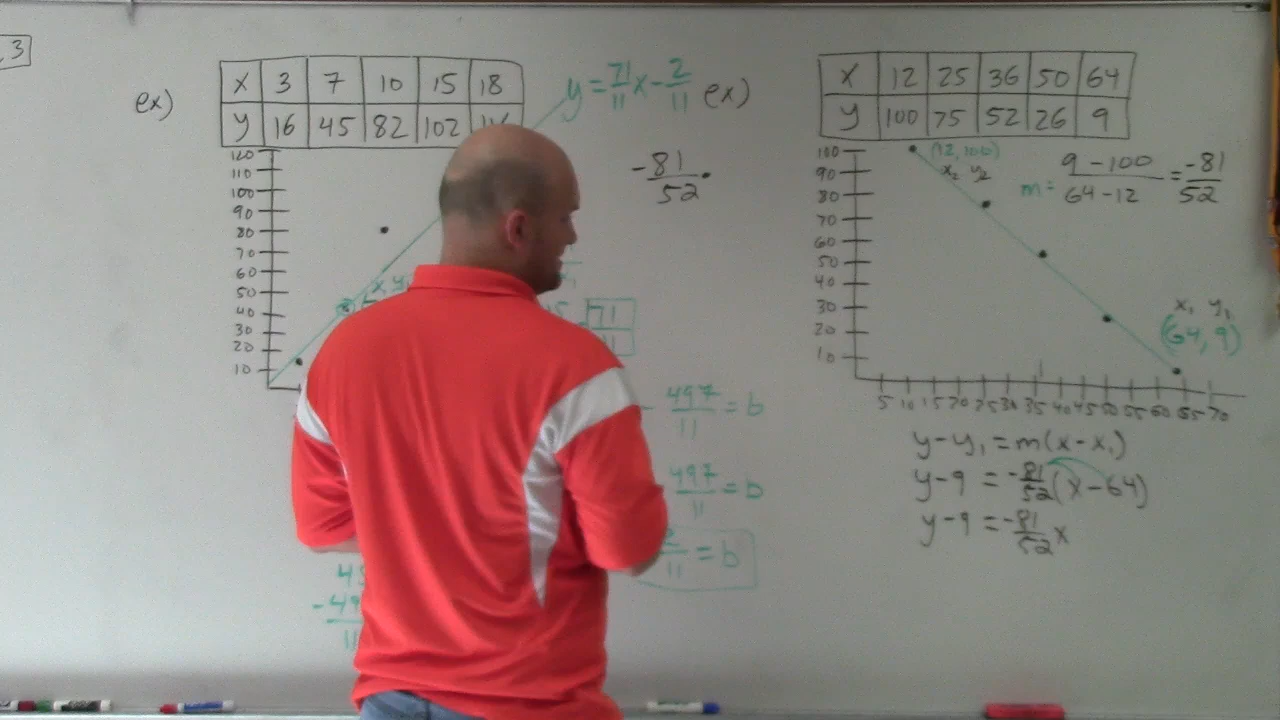 , 3
ex)
X 3 7 10 15 18
Y 16 45 82 102
y = 71/11 x - 2/11
120
110
100
90
80
70
60
50
40
30
20
10
x, y,
71
- 497/11 = b
497/11 = b
2/11 = b
- 49
11
-81/52 ·
ex)
X 12 25 36 50 64
Y 100 75 52 26 9
100
90
80
70
60
50
40
30
20
10
(12, 100)
x₂ y₂
m = (9 - 100)/(64 - 12) = -81/52
x₁ y₁
(64, 9)
5 10 15 20 25 30 35 40 45 50 55 60 65 70
y - y₁ = m(x - x₁)
y - 9 = -81/52 (x - 64)
y - 9 = -81/52 x